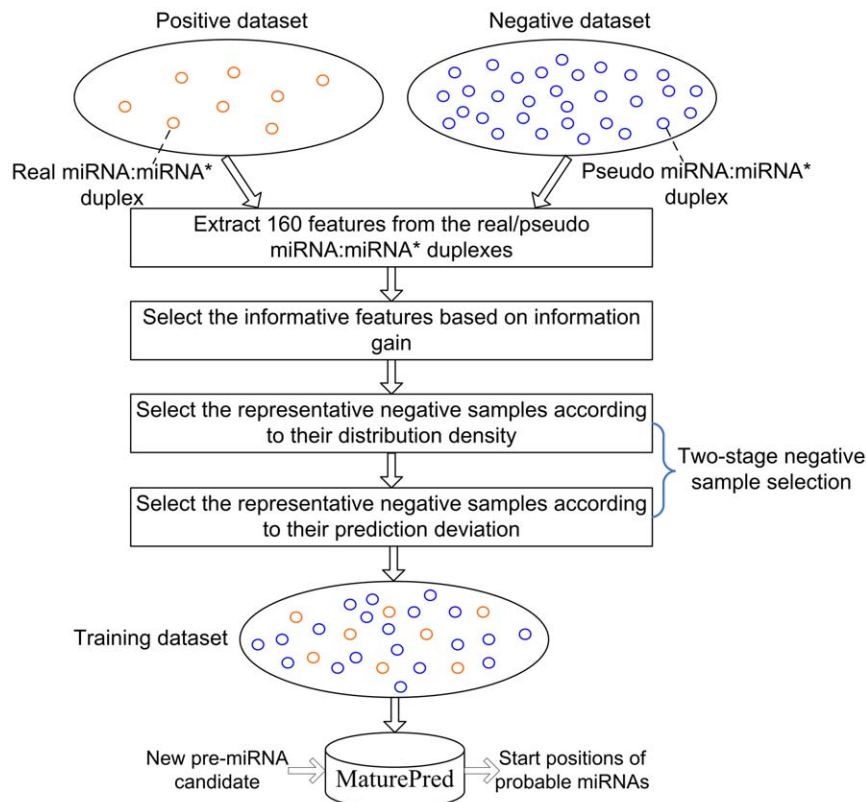 Positive dataset
Negative dataset
Real miRNA:miRNA*
duplex
Pseudo miRNA:miRNA*
duplex
Extract 160 features from the real/pseudo
miRNA:miRNA* duplexes
Select the informative features based on information
gain
Select the representative negative samples according
to their distribution density
Two-stage negative
sample selection
Select the representative negative samples according
to their prediction deviation
Training dataset
New pre-miRNA
candidate
MaturePred
Start positions of
probable miRNAs